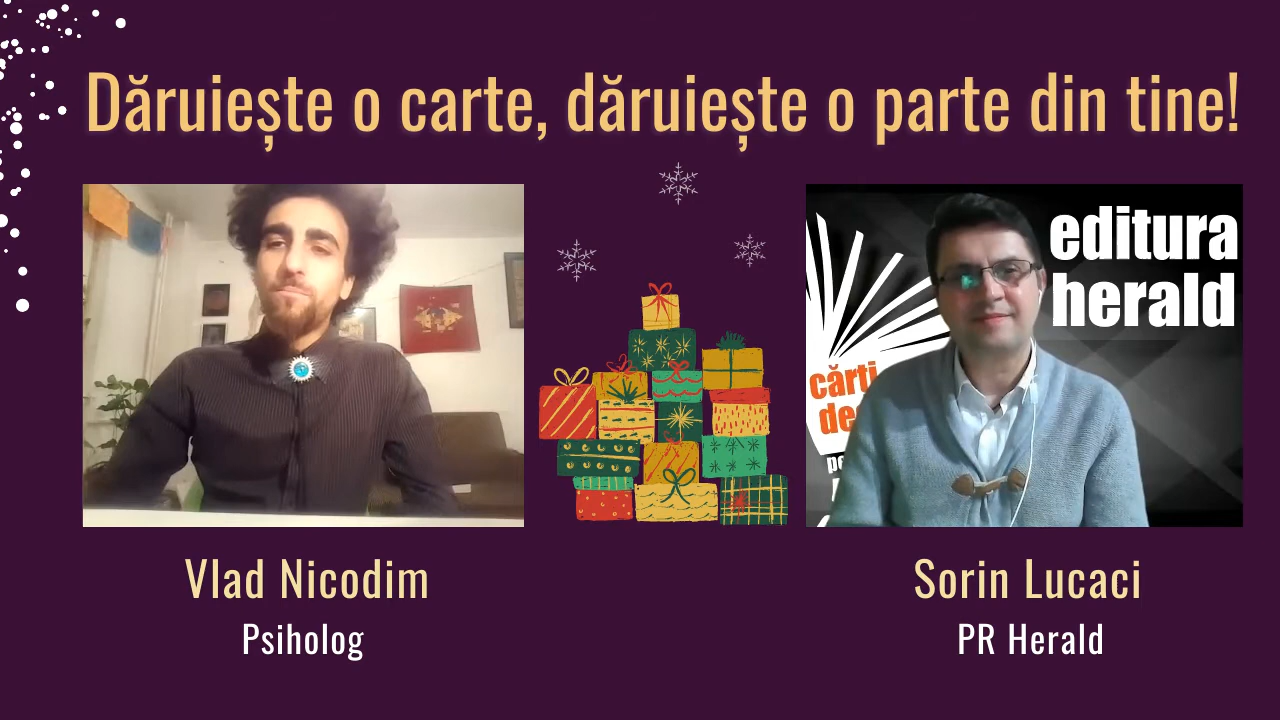 Dăruiește o carte, dăruiește o parte din tine!
editura
herald
cărți
de
Vlad Nicodim
Psiholog
Sorin Lucaci
PR Herald